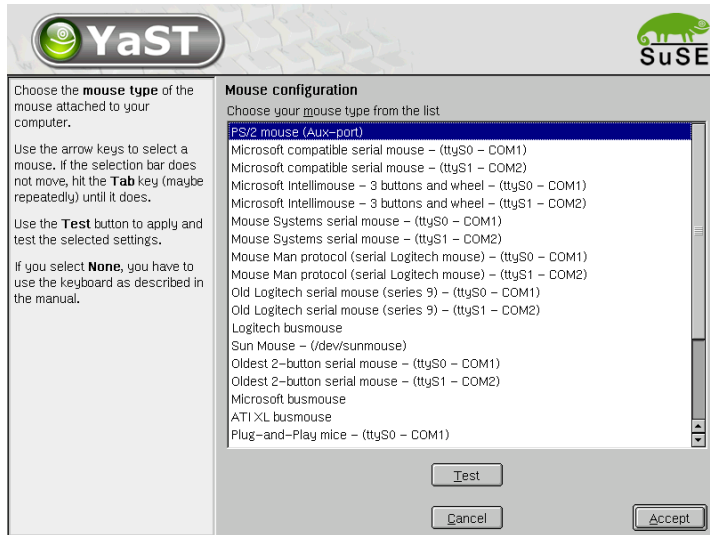 YaST
SuSE
Choose the mouse type of the
mouse attached to your
computer.
Use the arrow keys to select a
mouse. If the selection bar does
not move, hit the Tab key (maybe
repeatedly) until it does.
Use the Test button to apply and
test the selected settings.
If you select None, you have to
use the keyboard as described in
the manual.
Mouse configuration
Choose your mouse type from the list
PS/2 mouse (Aux-port)
Microsoft compatible serial mouse - (ttyS0 - COM1)
Microsoft compatible serial mouse - (ttyS1 - COM2)
Microsoft Intellimouse - 3 buttons and wheel - (ttyS0 - COM1)
Microsoft Intellimouse - 3 buttons and wheel - (ttyS1 - COM2)
Mouse Systems serial mouse - (ttyS0 - COM1)
Mouse Systems serial mouse - (ttyS1 - COM2)
Mouse Man protocol (serial Logitech mouse) - (ttyS0 - COM1)
Mouse Man protocol (serial Logitech mouse) - (ttyS1 - COM2)
Old Logitech serial mouse (series 9) - (ttyS0 - COM1)
Old Logitech serial mouse (series 9) - (ttyS1 - COM2)
Logitech busmouse
Sun Mouse - (/dev/sunmouse)
Oldest 2-button serial mouse - (ttyS0 - COM1)
Oldest 2-button serial mouse - (ttyS1 - COM2)
Microsoft busmouse
ATI XL busmouse
Plug-and-Play mice - (ttyS0 - COM1)
Test
Cancel
Accept